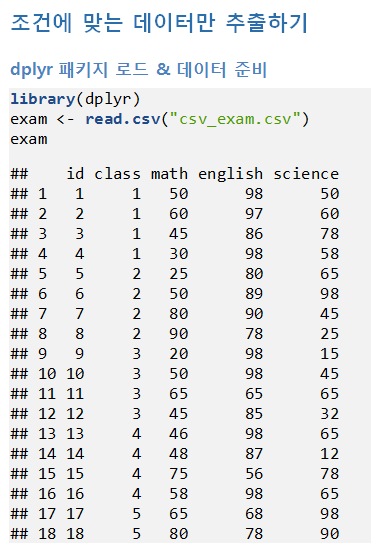 조건에 맞는 데이터만 추출하기
dplyr 패키지 로드 & 데이터 준비
library(dplyr)
exam <- read.csv("csv_exam.csv")
exam
##    id class math english science
## 1   1     1   50      98      50
## 2   2     1   60      97      60
## 3   3     1   45      86      78
## 4   4     1   30      98      58
## 5   5     2   25      80      65
## 6   6     2   50      89      98
## 7   7     2   80      90      45
## 8   8     2   90      78      25
## 9   9     3   20      98      15
## 10 10     3   50      98      45
## 11 11     3   65      65      65
## 12 12     3   45      85      32
## 13 13     4   46      98      65
## 14 14     4   48      87      12
## 15 15     4   75      56      78
## 16 16     4   58      98      65
## 17 17     5   65      68      98
## 18 18     5   80      78      90